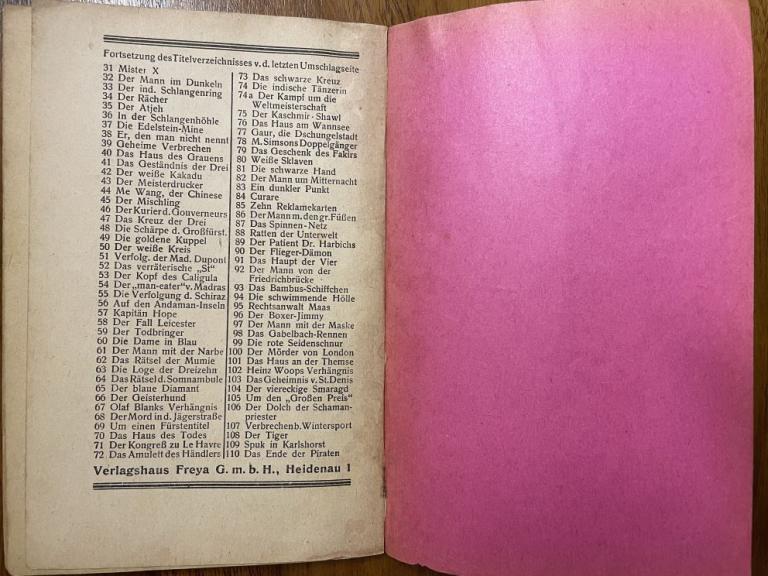 Fortsetzung des Titelverzeichnisses v. d. letzten Umschlagseite
31 Mister X
32 Der Mann im Dunkeln
33 Der ind. Schlangenring
34 Der Rächer
35 Der Atjeh
36 In der Schlangenhöhle
37 Die Edelstein-Mine
38 Er, den man nicht nennt
39 Geheime Verbrechen
40 Das Haus des Grauens
41 Das Geständnis der Drei
42 Der weiße Kakadu
43 Der Meisterdrucker
44 Me Wang, der Chinese
45 Der Mischling
46 Der Kurier d. Gouverneurs
47 Das Kreuz der Drei
48 Die Schärpe d. Großfürst.
49 Die goldene Kuppel
50 Der weiße Kreis
51 Verfolg. der Mad. Dupont
52 Das verräterische „St“
53 Der Kopf des Caligula
54 Der „man-eater“ v. Madras
55 Die Verfolgung d. Schiraz
56 Auf den Andaman-Inseln
57 Kapitän Hope
58 Der Fall Leicester
59 Der Todbringer
60 Die Dame in Blau
61 Der Mann mit der Narbe
62 Das Rätsel der Mumie
63 Die Loge der Dreizehn
64 Das Rätsel d. Somnambule
65 Der blaue Diamant
66 Der Geisterhund
67 Olaf Blanks Verhängnis
68 Der Mord in d. Jägerstraße
69 Um einen Fürstentitel
70 Das Haus des Todes
71 Der Kongreß zu Le Havre
72 Das Amulett des Händlers
73 Das schwarze Kreuz
74 Die indische Tänzerin
74a Der Kampf um die
Weltmeisterschaft
75 Der Kaschmir-Shawl
76 Das Haus am Wannsee
77 Gaur, die Dschungelstadt
78 M. Simsons Doppelgänger
79 Das Geschenk des Fakirs
80 Weiße Sklaven
81 Die schwarze Hand
82 Der Mann um Mitternacht
83 Ein dunkler Punkt
84 Curare
85 Zehn Reklamekarten
86 Der Mann m. den gr. Füßen
87 Das Spinnen-Netz
88 Ratten der Unterwelt
89 Der Patient Dr. Harbichs
90 Der Flieger-Dämon
91 Das Haupt der Vier
92 Der Mann von der
Friedrichbrücke
93 Das Bambus-Schiffchen
94 Die schwimmende Hölle
95 Rechtsanwalt Maas
96 Der Boxer-Jimmy
97 Der Mann mit der Maske
98 Das Gabelbach-Rennen
99 Die rote Seidenschnur
100 Der Mörder von London
101 Das Haus an der Themse
102 Heinz Woops Verhängnis
103 Das Geheimnis v. St. Denis
104 Der viereckige Smaragd
105 Um den „Großen Preis“
106 Der Dolch der Schaman-
priester
107 Verbrechen b. Wintersport
108 Der Tiger
109 Spuk in Karlshorst
110 Das Ende der Piraten
Verlagshaus Freya G. m. b. H., Heidenau 1